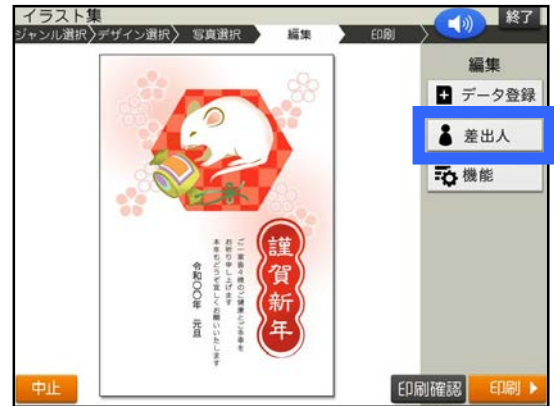 イラスト集
終了
ジャンル選択〉デザイン選択〉 写真選択 編集 印刷
編集
データ登録
差出人
機能
謹賀新年
ご一家皆々様のご健康とご多幸を
お祈り申し上げます
本年もどうぞ宜しくお願いいたします
令和〇〇年 元旦
中止
印刷確認
印刷